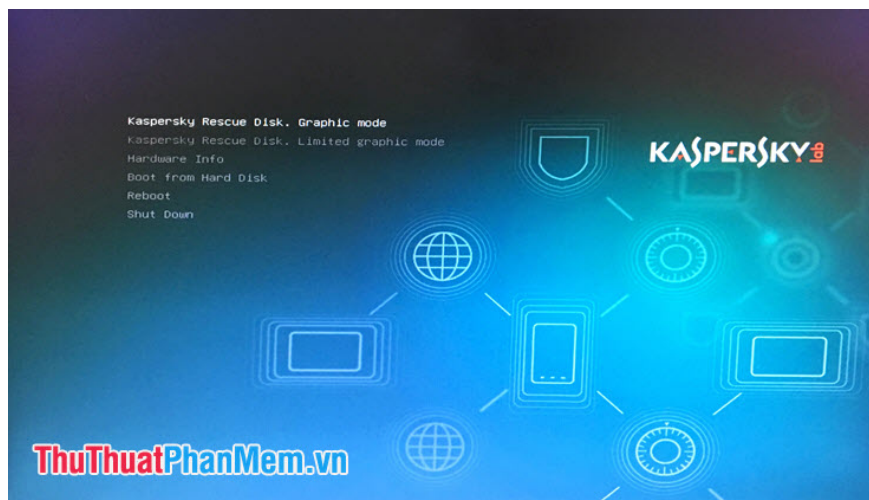 Kaspersky Rescue Disk. Graphic mode
Kaspersky Rescue Disk. Limited graphic mode
Hardware Info
Boot from Hard Disk
Reboot
Shut Down
KASPERSKY lab
ThuThuatPhanMem.vn